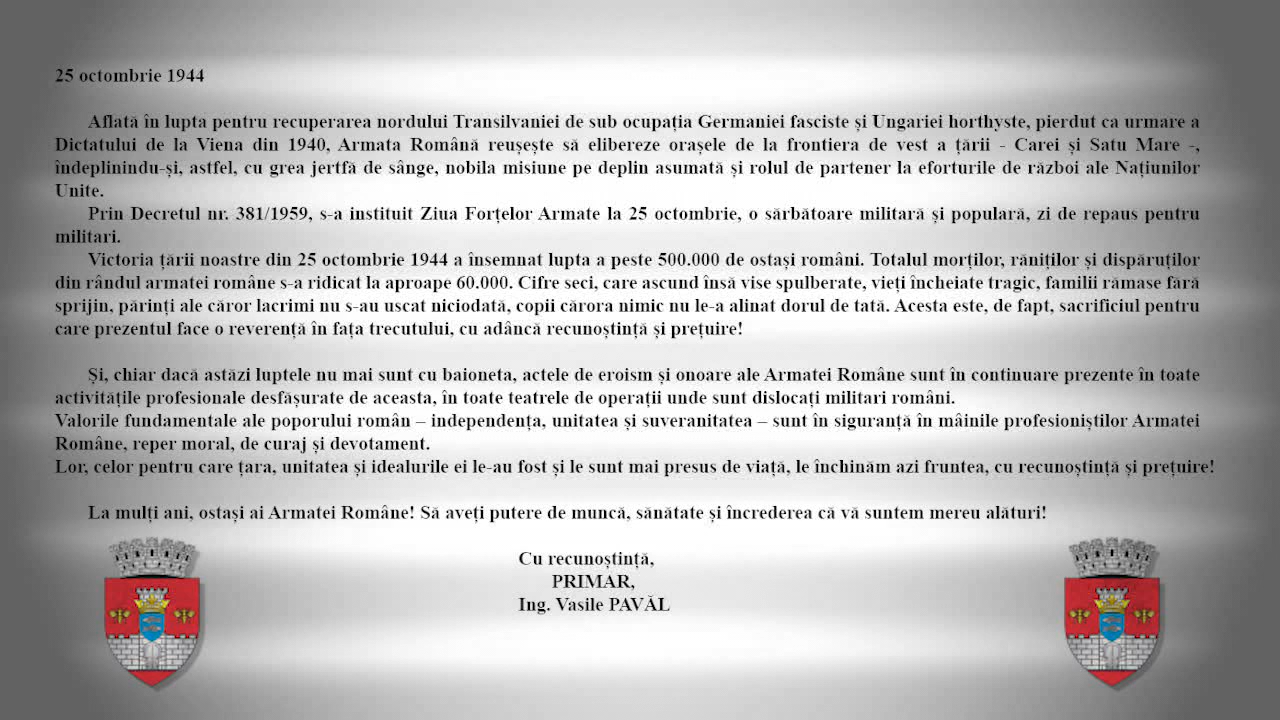 25 octombrie 1944
Aflată în lupta pentru recuperarea nordului Transilvaniei de sub ocupația Germaniei fasciste și Ungariei horthyste, pierdut ca urmare a
Dictatului de la Viena din 1940, Armata Română reușește să elibereze orașele de la frontiera de vest a țării - Carei și Satu Mare -,
îndeplinindu-și, astfel, cu grea jertfă de sânge, nobila misiune pe deplin asumată și rolul de partener la eforturile de război ale Națiunilor
Unite.
Prin Decretul nr. 381/1959, s-a instituit Ziua Forțelor Armate la 25 octombrie, o sărbătoare militară și populară, zi de repaus pentru
militari.
Victoria țării noastre din 25 octombrie 1944 a însemnat lupta a peste 500.000 de ostași români. Totalul morților, răniților și dispăruților
din rândul armatei române s-a ridicat la aproape 60.000. Cifre seci, care ascund însă vise spulberate, vieți încheiate tragic, familii rămase fără
sprijin, părinți ale căror lacrimi nu s-au uscat niciodată, copii cărora nimic nu le-a alinat dorul de tată. Acesta este, de fapt, sacrificiul pentru
care prezentul face o reverență în fața trecutului, cu adâncă recunoștință și prețuire!
Și, chiar dacă astăzi luptele nu mai sunt cu baioneta, actele de eroism și onoare ale Armatei Române sunt în continuare prezente în toate
activitățile profesionale desfășurate de aceasta, în toate teatrele de operații unde sunt dislocați militari români.
Valorile fundamentale ale poporului român – independența, unitatea și suveranitatea – sunt în siguranță în mâinile profesioniștilor Armatei
Române, reper moral, de curaj și devotament.
Lor, celor pentru care țara, unitatea și idealurile ei le-au fost și le sunt mai presus de viață, le închinăm azi fruntea, cu recunoștință și prețuire!
La mulți ani, ostași ai Armatei Române! Să aveți putere de muncă, sănătate și încrederea că vă suntem mereu alături!
Cu recunoștință,
PRIMAR,
Ing. Vasile PAVĂL